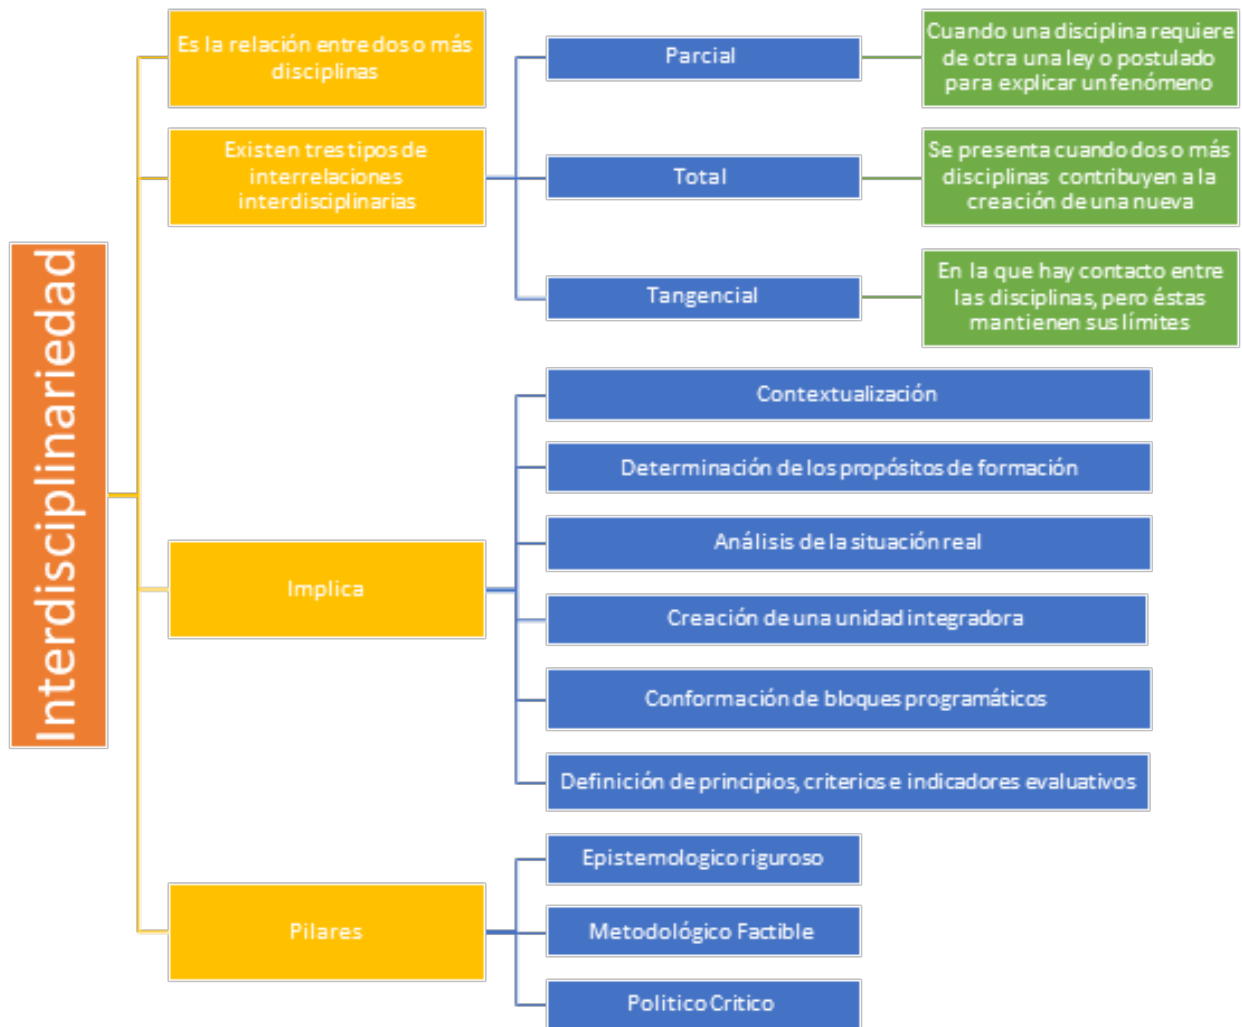 Interdisciplinariedad
Es la relación entre dos o más
disciplinas
Existen tres tipos de
interrelaciones
interdisciplinarias
Parcial
Cuando una disciplina requiere
de otra una ley o postulado
para explicar un fenómeno
Total
Se presenta cuando dos o más
disciplinas contribuyen a la
creación de una nueva
Tangencial
En la que hay contacto entre
las disciplinas, pero éstas
mantienen sus límites
Implica
Contextualización
Determinación de los propósitos de formación
Análisis de la situación real
Creación de una unidad integradora
Conformación de bloques programáticos
Definición de principios, criterios e indicadores evaluativos
Pilares
Epistemologico riguroso
Metodológico Factible
Politico Critico